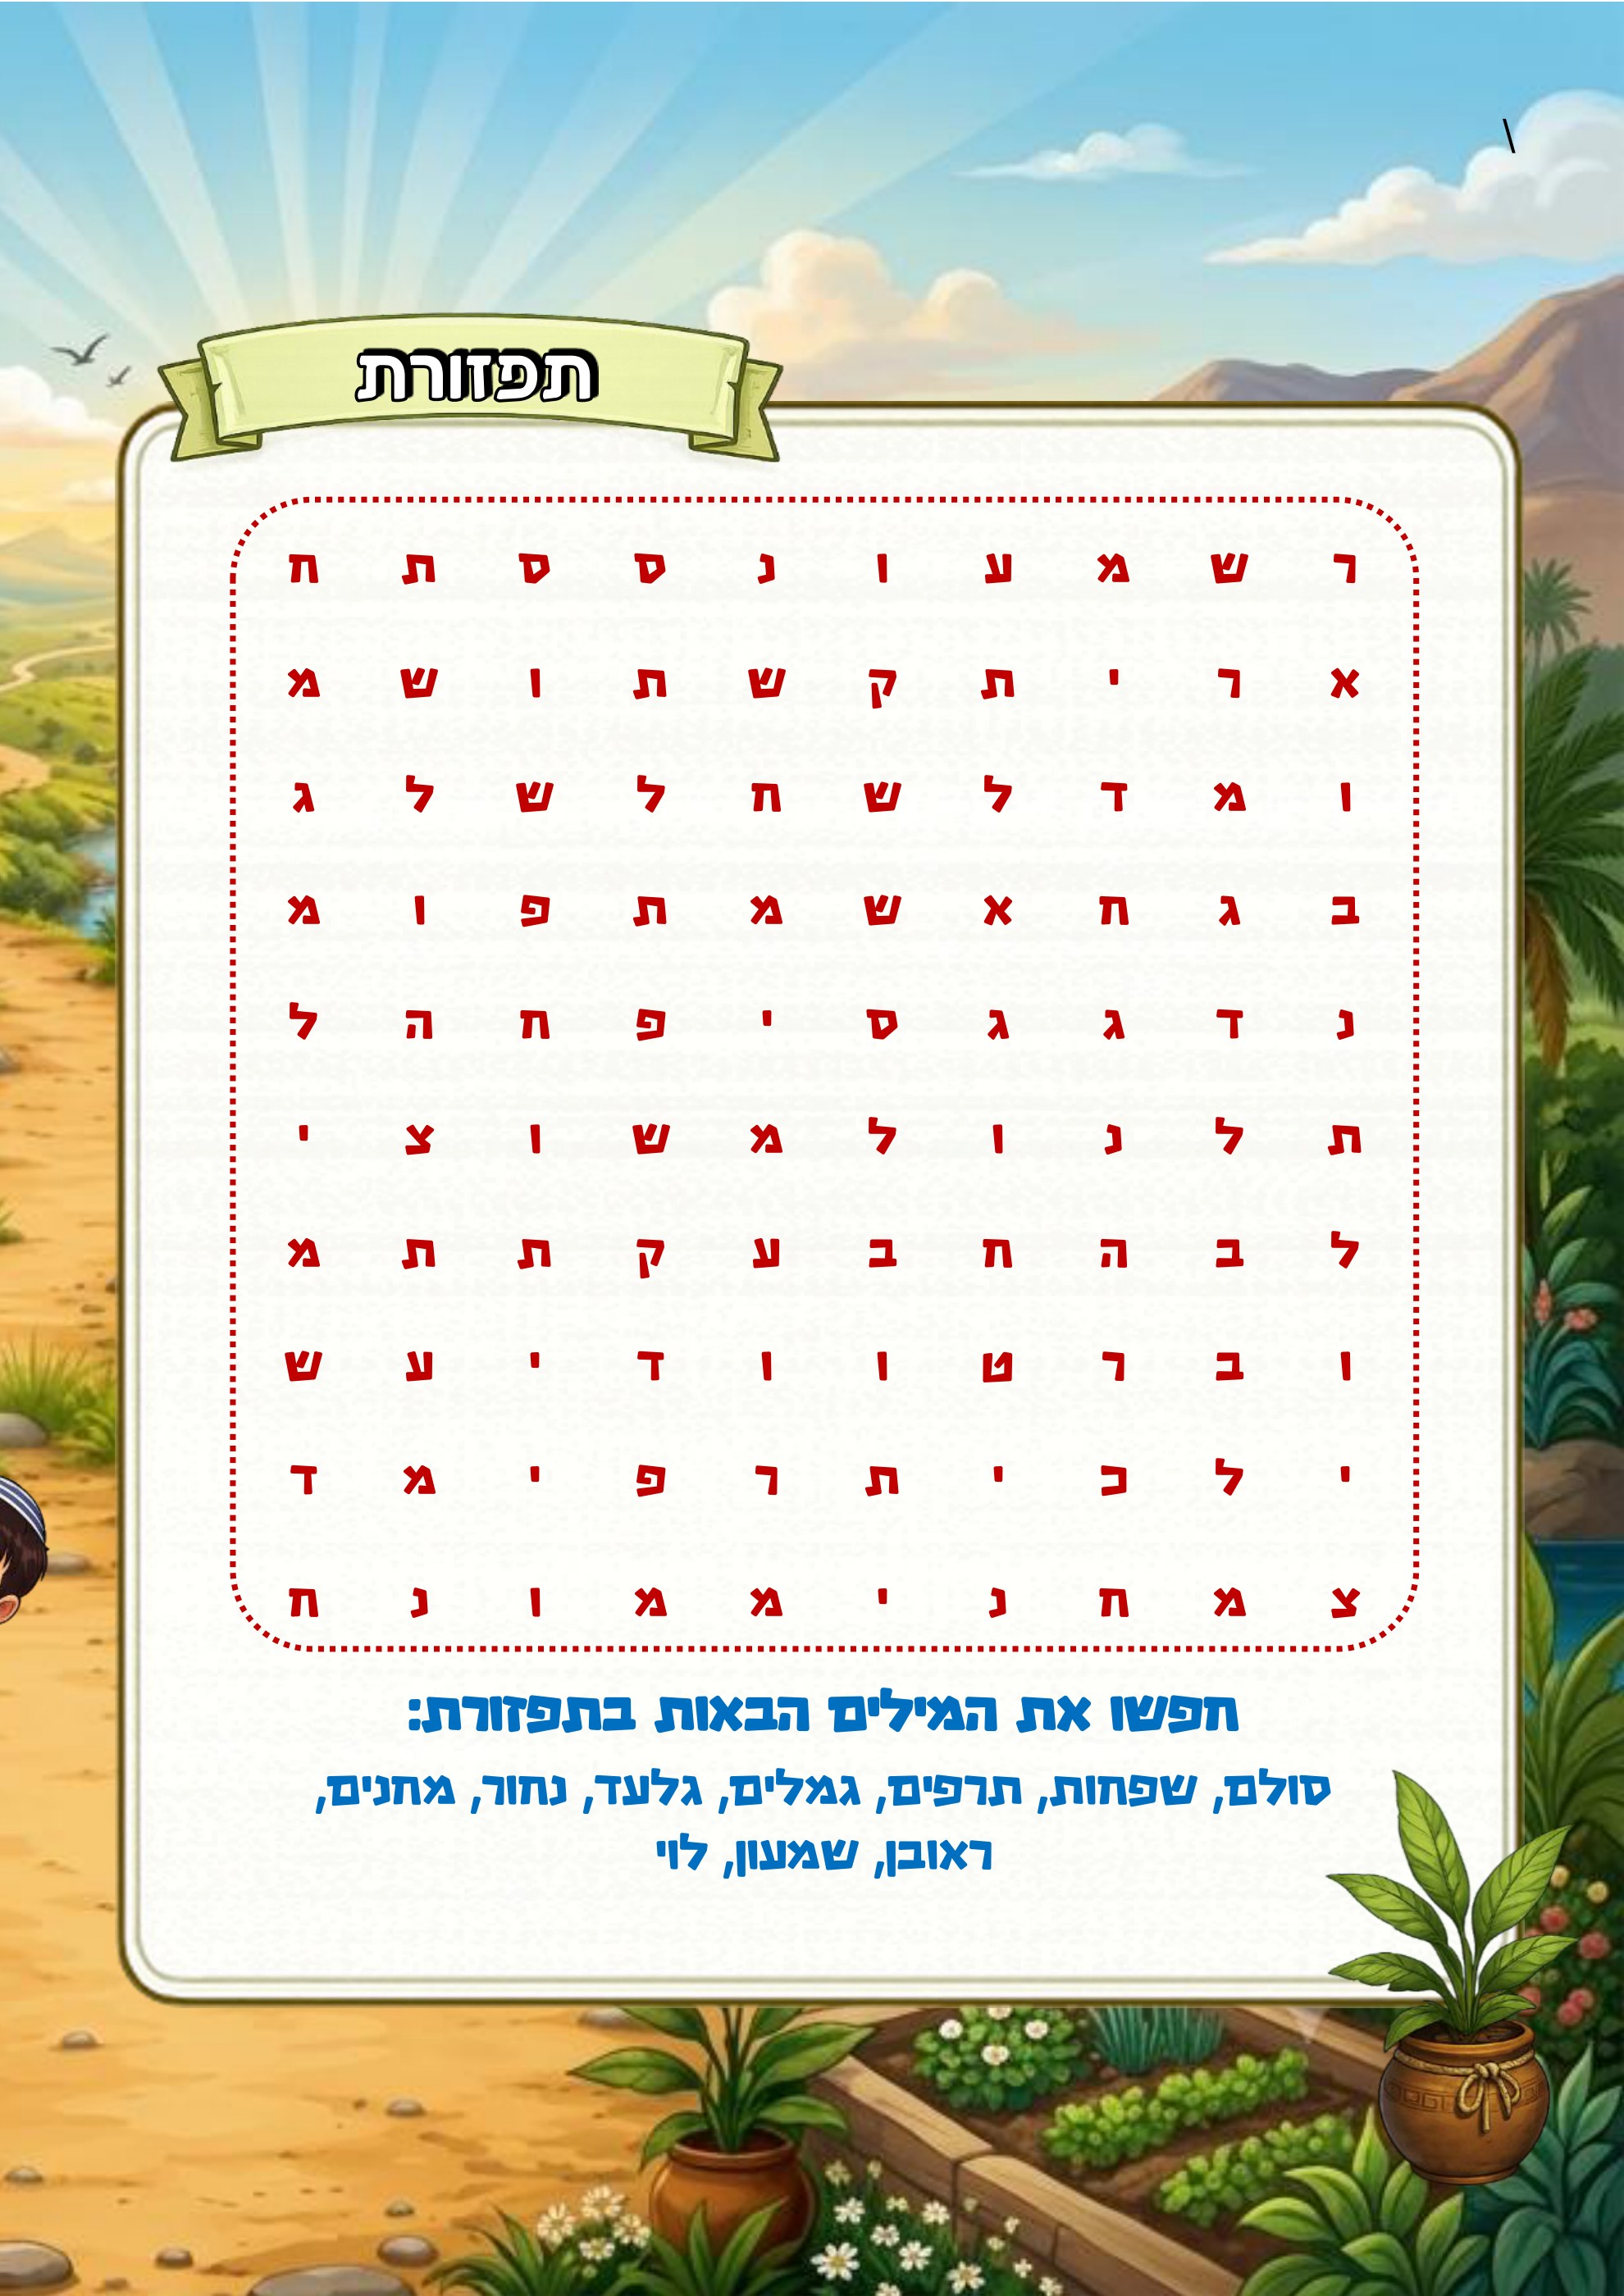 \
תפזורת
ר ש מ ע ו נ ס ס ת ח
א ר י ת ק ש ת ו ש מ
ו מ ד ל ש ח ל ש ל ג
ב ג ח א ש מ ת פ ו מ
נ ד ג ג ס י פ ח ה ל
ת ל נ ו ל מ ש ו צ י
ל ב ה ח ב ע ק ת ת מ
ו ב ר ט ו ו ד י ע ש
י ל כ י ת ר פ י מ ד
צ מ ח נ י מ מ ו נ ח
חפשו את המילים הבאות בתפזורת:
סולם, שפחות, תרפים, גמלים, גלעד, נחור, מחנים,
ראובן, שמעון, לוי